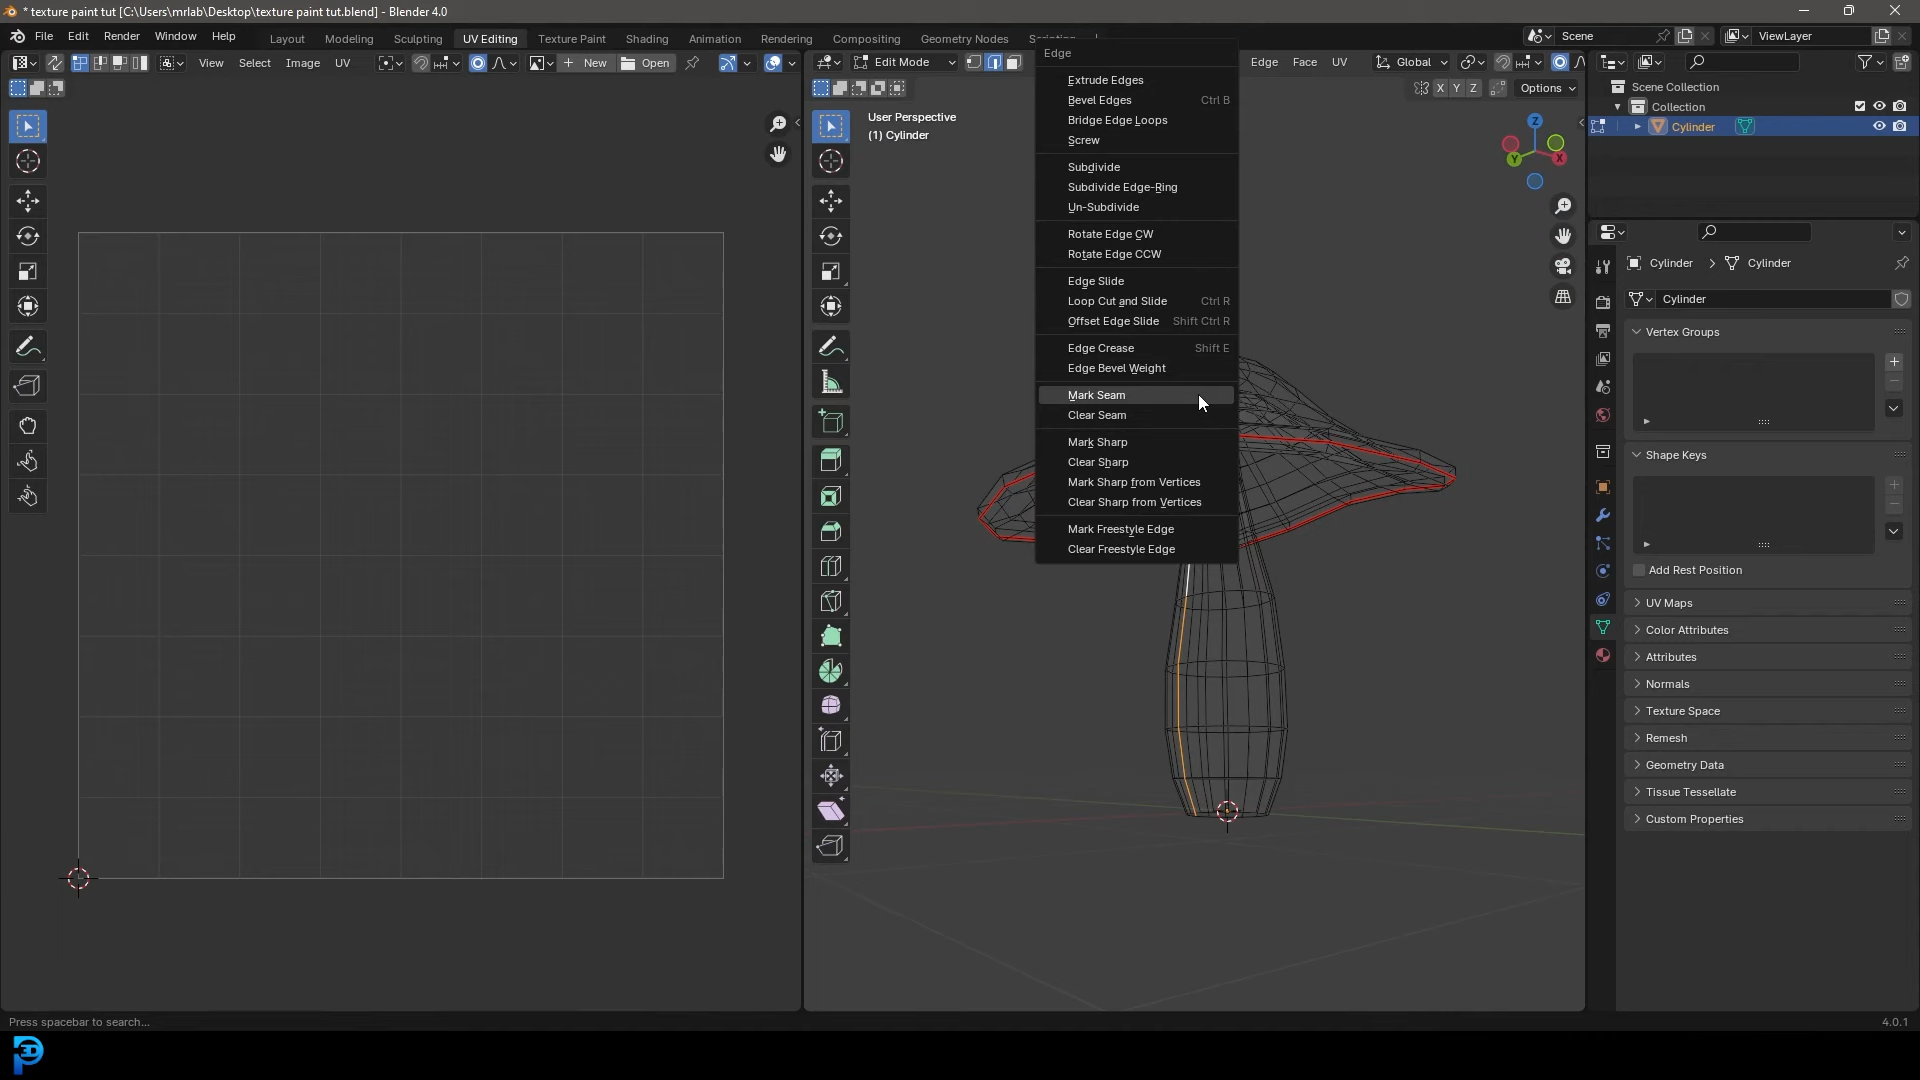 * texture paint tut [C:\Users\mrlab\Desktop\texture paint tut.blend] - Blender 4.0
File Edit Render Window Help
Layout Modeling Sculpting UV Editing Texture Paint Shading Animation Rendering Compositing Geometry Nodes
Scene
ViewLayer
View Select Image UV
New
Open
Edit Mode
Edge Face UV
Global
X Y Z
Options
User Perspective
(1) Cylinder
Z
Y
X
Edge
Extrude Edges
Bevel Edges Ctrl B
Bridge Edge Loops
Screw
Subdivide
Subdivide Edge-Ring
Un-Subdivide
Rotate Edge CW
Rotate Edge CCW
Edge Slide
Loop Cut and Slide Ctrl R
Offset Edge Slide Shift Ctrl R
Edge Crease Shift E
Edge Bevel Weight
Mark Seam
Clear Seam
Mark Sharp
Clear Sharp
Mark Sharp from Vertices
Clear Sharp from Vertices
Mark Freestyle Edge
Clear Freestyle Edge
Scene Collection
Collection
Cylinder
Cylinder > Cylinder
Cylinder
Vertex Groups
Shape Keys
Add Rest Position
UV Maps
Color Attributes
Attributes
Normals
Texture Space
Remesh
Geometry Data
Texture Tessellate
Custom Properties
Press spacebar to search...
4.0.1
3D